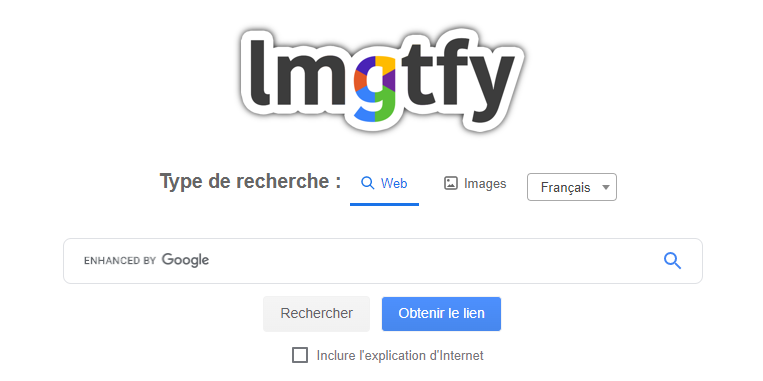 lmgtfy
Type de recherche : Web Images Français
ENHANCED BY Google
Rechercher Obtenir le lien
Inclure l'explication d'Internet